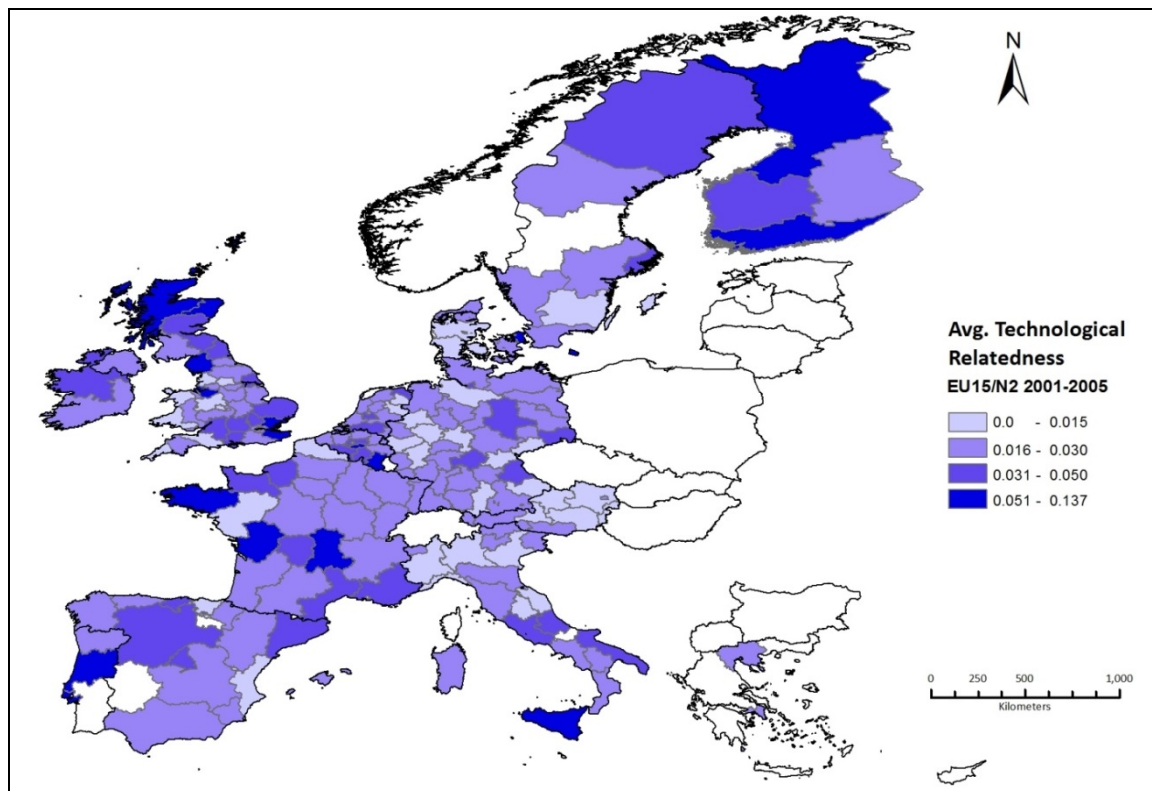 N
Avg. Technological
Relatedness
EU15/N2 2001-2005
0.0 - 0.015
0.016 - 0.030
0.031 - 0.050
0.051 - 0.137
0 250 500 1,000
Kilometers